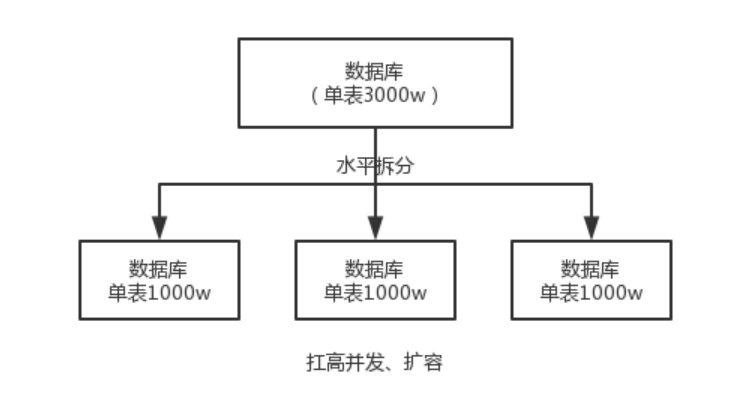 数据库
（单表3000w）
水平拆分
数据库
单表1000w
数据库
单表1000w
数据库
单表1000w
扛高并发、扩容